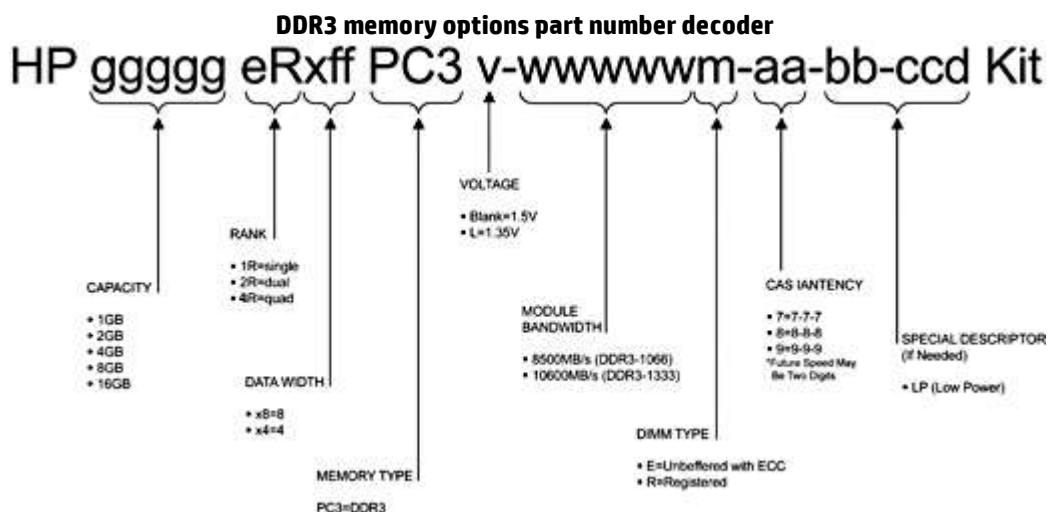 DDR3 memory options part number decoder
HP ggggg eRxff PC3 v-wwwwwm-aa-bb-ccd Kit
VOLTAGE
• Blank=1.5V
• L=1.35V
RANK
• 1R=single
• 2R=dual
• 4R=quad
CAPACITY
• 1GB
• 2GB
• 4GB
• 8GB
• 16GB
CAS IANTENCY
• 7=7-7-7
• 8=8-8-8
• 9=9-9-9
*Future Speed May
Be Two Digits
MODULE
BANDWIDTH
• 8500MB/s (DDR3-1066)
• 10600MB/s (DDR3-1333)
SPECIAL DESCRIPTOR
(If Needed)
• LP (Low Power)
DATA WIDTH
• x8=8
• x4=4
DIMM TYPE
• E=Unbeffered with ECC
• R=Registered
MEMORY TYPE
PC3=DDR3